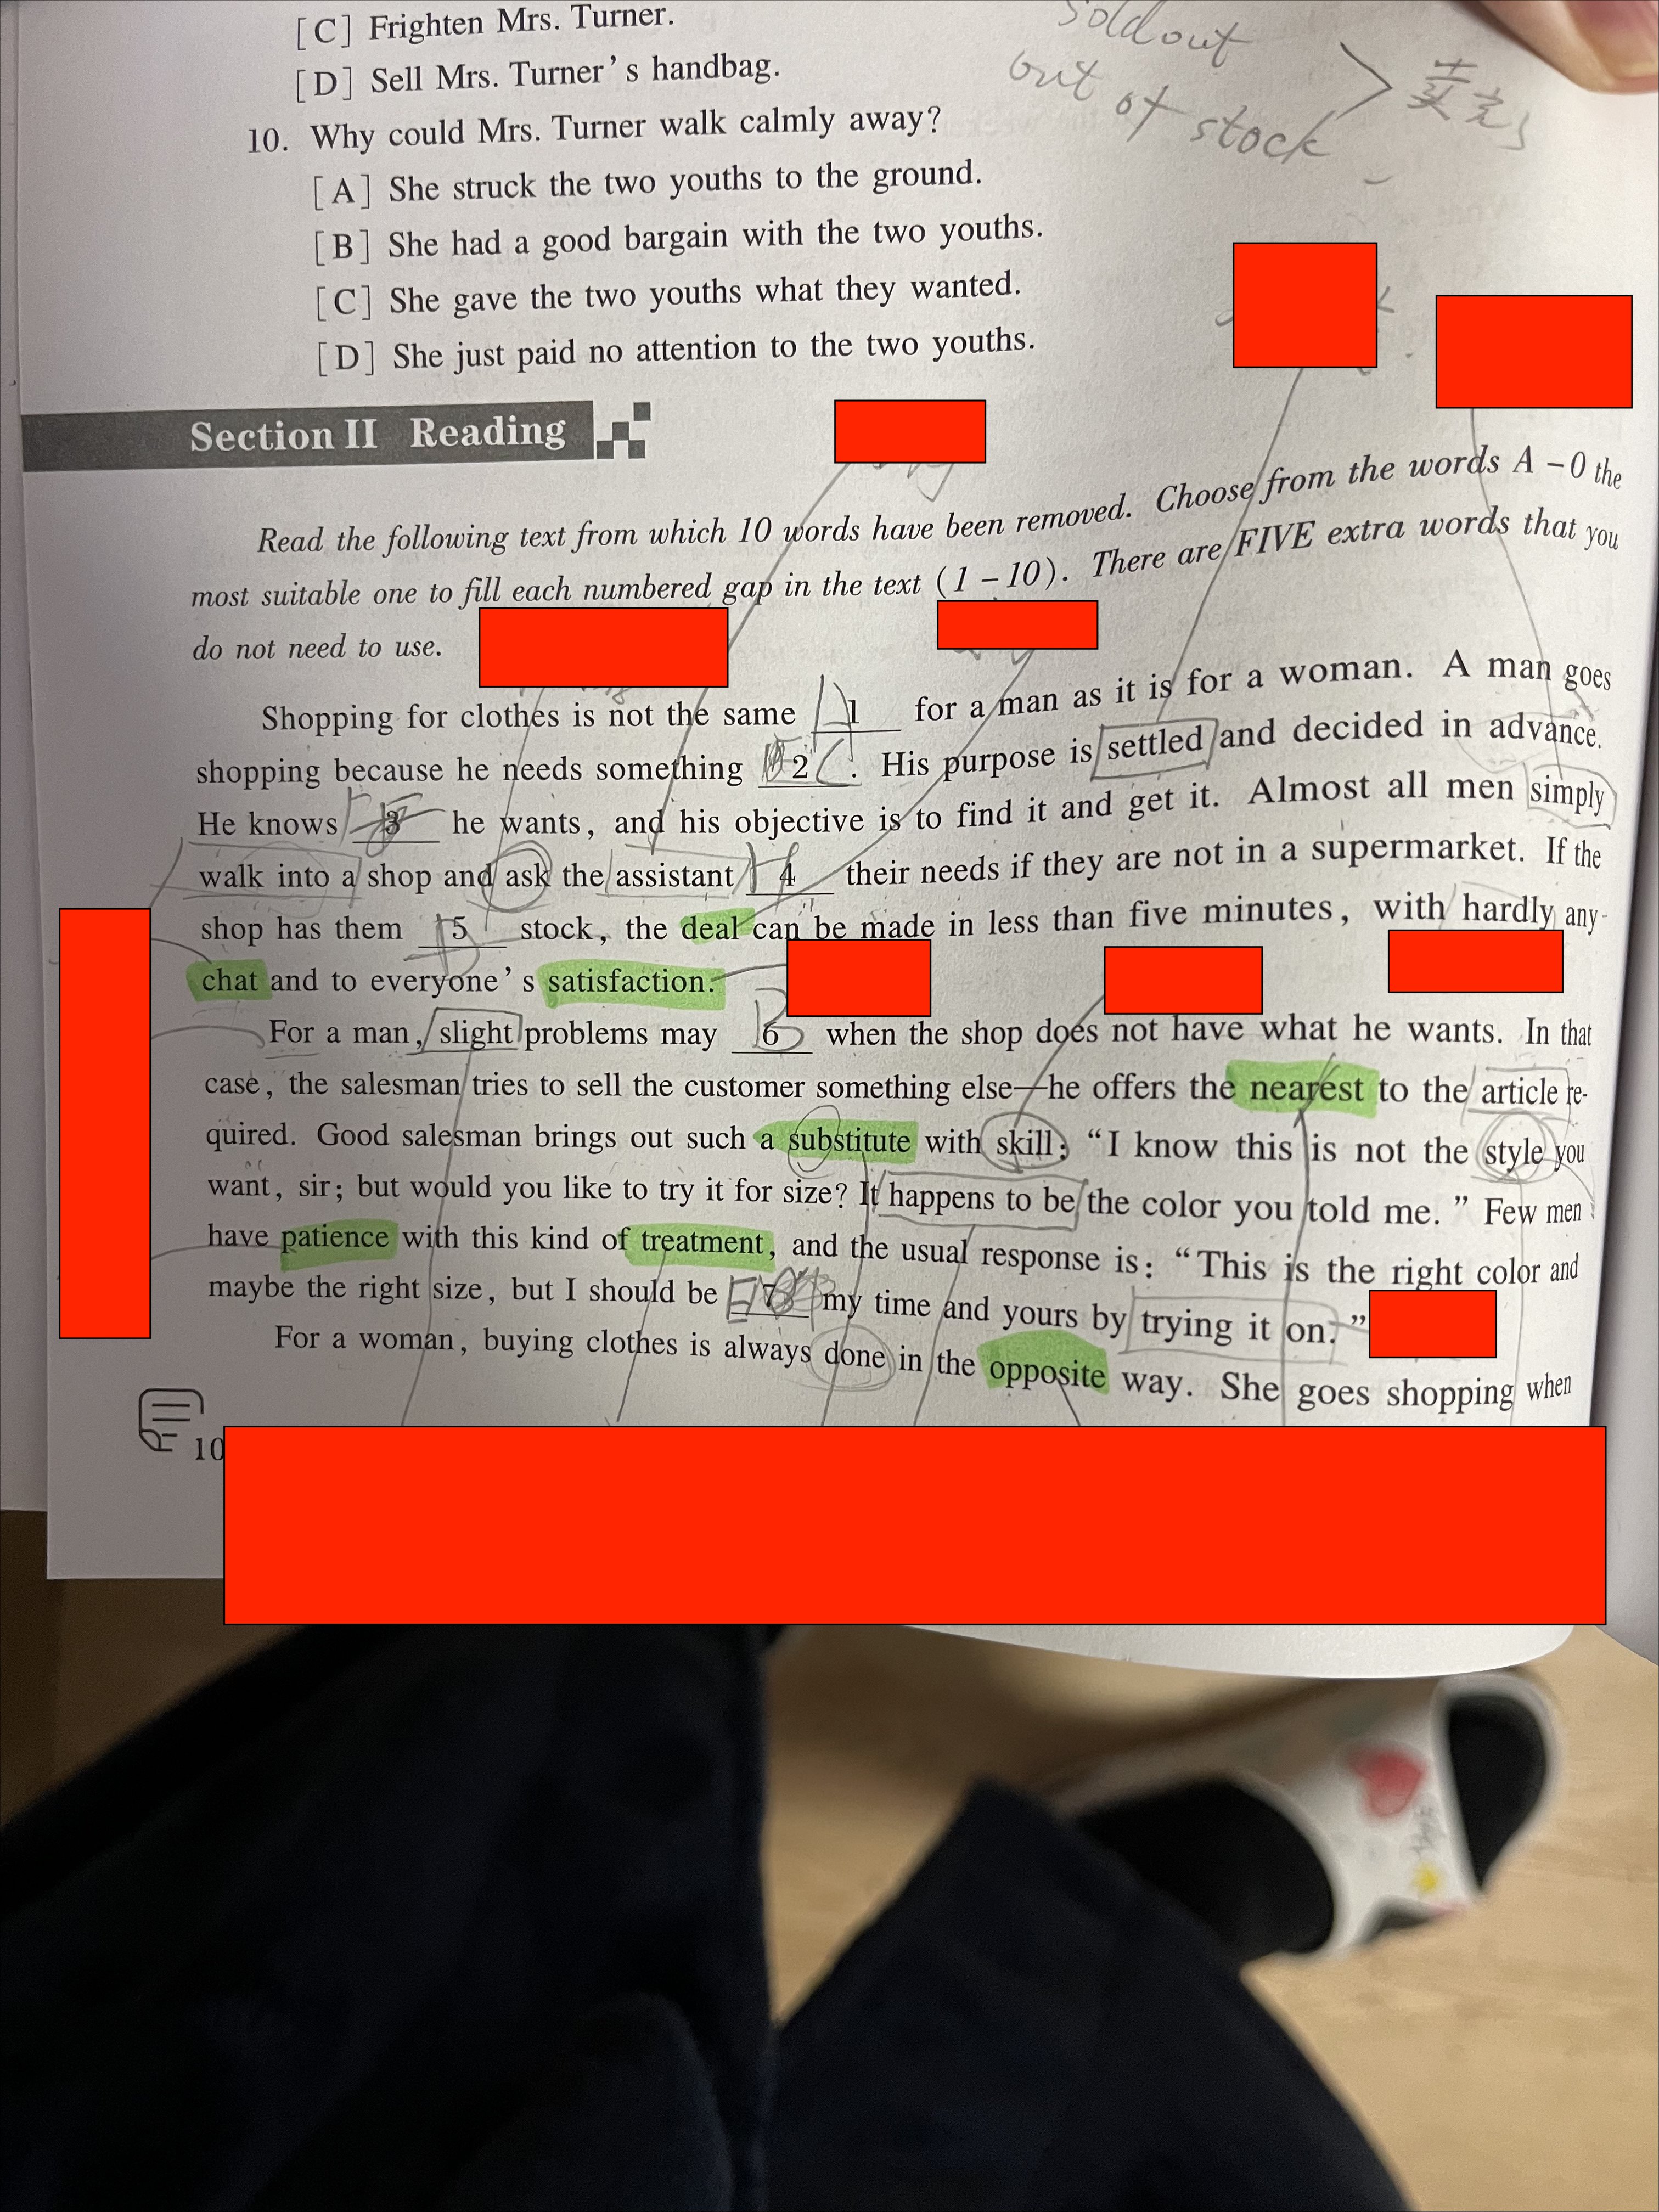 [C] Frighten Mrs. Turner.
[D] Sell Mrs. Turner's handbag.
sold out
out of stock
10. Why could Mrs. Turner walk calmly away?
[A] She struck the two youths to the ground.
[B] She had a good bargain with the two youths.
[C] She gave the two youths what they wanted.
[D] She just paid no attention to the two youths.
Section II Reading
Read the following text from which 10 words have been removed. Choose from the words A-O the
most suitable one to fill each numbered gap in the text (1-10). There are FIVE extra words that you
do not need to use.
Shopping for clothes is not the same 1 for a man as it is for a woman. A man goes
shopping because he needs something 2 . His purpose is settled and decided in advance.
He knows 3 he wants, and his objective is to find it and get it. Almost all men simply
walk into a shop and ask the assistant 4 their needs if they are not in a supermarket. If the
shop has them 5 stock, the deal can be made in less than five minutes, with hardly any
chat and to everyone's satisfaction.
For a man, slight problems may 6 when the shop does not have what he wants. In that
case, the salesman tries to sell the customer something else—he offers the nearest to the article re-
quired. Good salesman brings out such a substitute with skill: "I know this is not the style you
want, sir; but would you like to try it for size? It happens to be the color you told me." Few men
have patience with this kind of treatment, and the usual response is: "This is the right color and
maybe the right size, but I should be 7 my time and yours by trying it on."
For a woman, buying clothes is always done in the opposite way. She goes shopping when
10